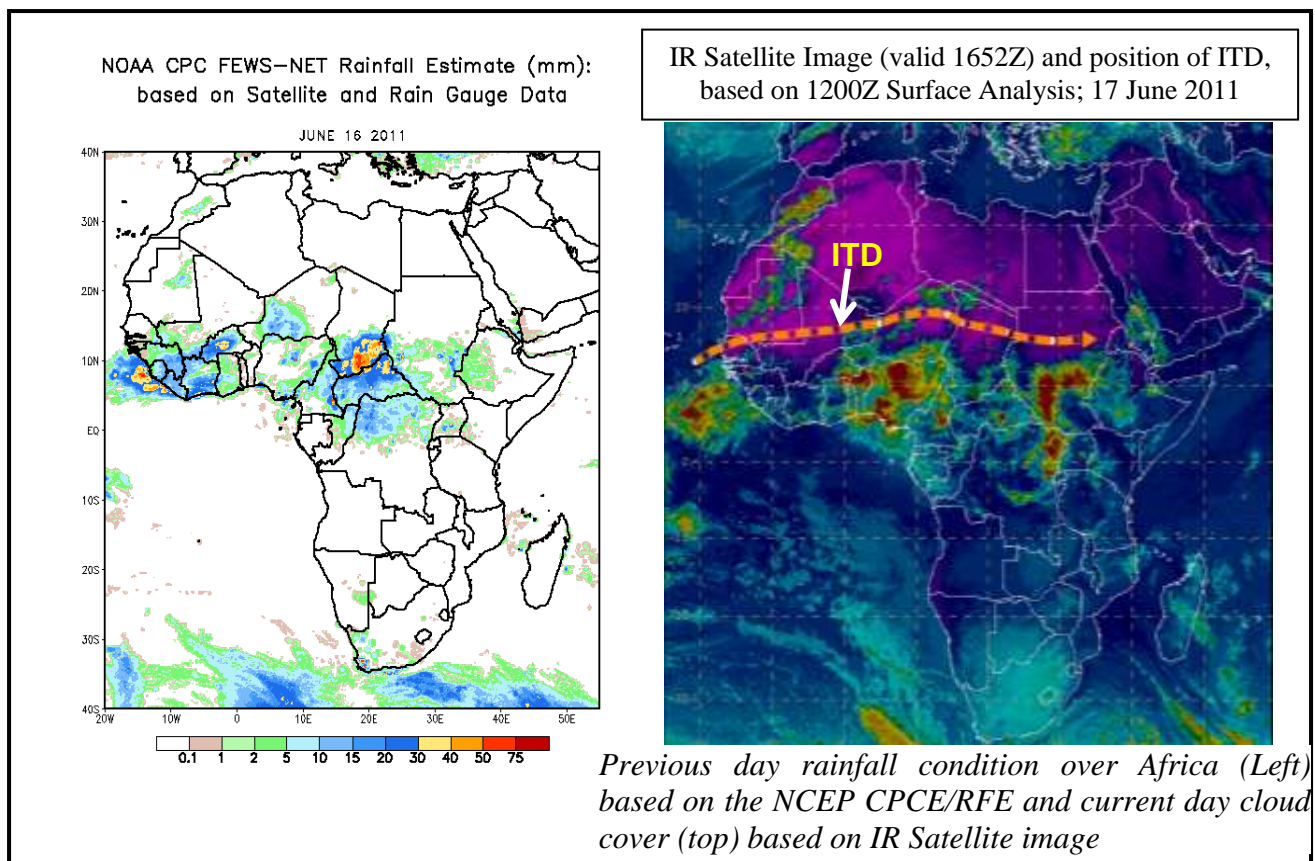 NOAA CPC FEWS-NET Rainfall Estimate (mm):
based on Satellite and Rain Gauge Data
JUNE 16 2011
40N
30N
20N
10N
EQ
10S
20S
30S
40S
20W 10W 0 10E 20E 30E 40E 50E
0.1 1 2 5 10 15 20 30 40 50 75
IR Satellite Image (valid 1652Z) and position of ITD,
based on 1200Z Surface Analysis; 17 June 2011
ITD
Previous day rainfall condition over Africa (Left)
based on the NCEP CPCE/RFE and current day cloud
cover (top) based on IR Satellite image